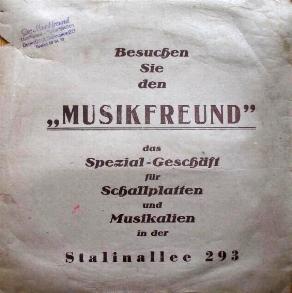 Besuchen
Sie
den
„MUSIKFREUND”
das
Spezial-Geschäft
für
Schallplatten
und
Musikalien
in der
Stalinallee 293